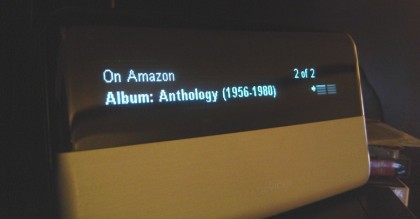 On Amazon 2 of 2
Album: Anthology (1956-1980)